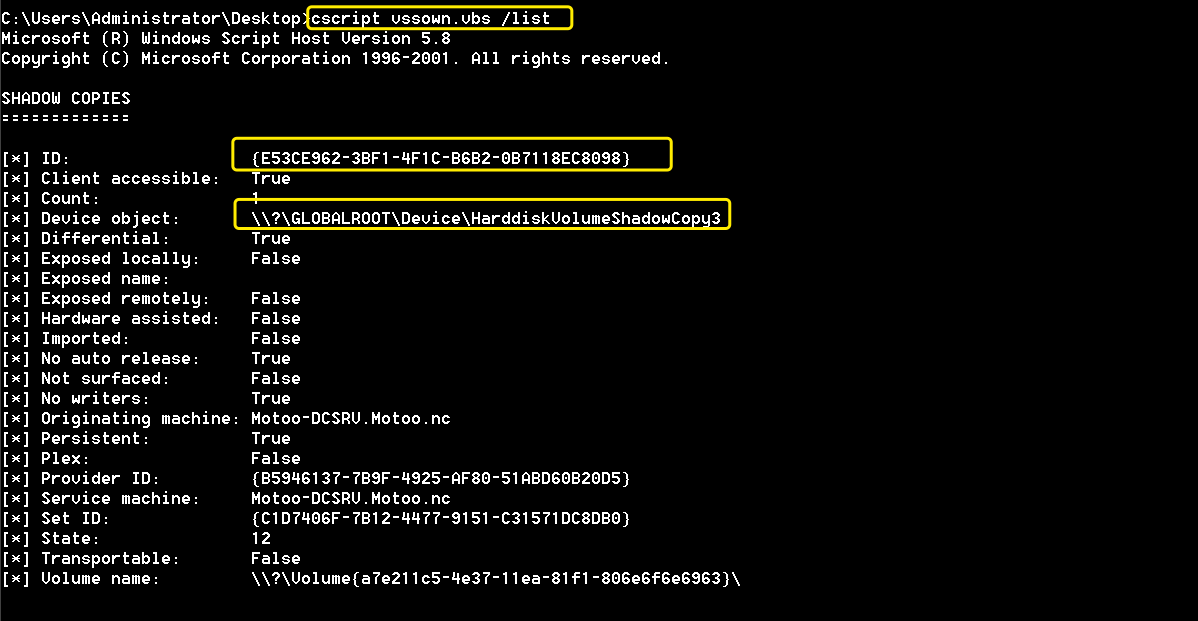 C:\Users\Administrator\Desktop>cscript vssown.vbs /list
Microsoft (R) Windows Script Host Version 5.8
Copyright (C) Microsoft Corporation 1996-2001. All rights reserved.
SHADOW COPIES
=============
[*] ID: {E53CE962-3BF1-4F1C-B6B2-0B7118EC8098}
[*] Client accessible: True
[*] Count: 1
[*] Device object: \\?\GLOBALROOT\Device\HarddiskVolumeShadowCopy3
[*] Differential: True
[*] Exposed locally: False
[*] Exposed name:
[*] Exposed remotely: False
[*] Hardware assisted: False
[*] Imported: False
[*] No auto release: True
[*] Not surfaced: False
[*] No writers: True
[*] Originating machine: Motoo-DCSRV.Motoo.nc
[*] Persistent: True
[*] Plex: False
[*] Provider ID: {B5946137-7B9F-4925-AF80-51ABD60B20D5}
[*] Service machine: Motoo-DCSRV.Motoo.nc
[*] Set ID: {C1D7406F-7B12-4477-9151-C31571DC8DB0}
[*] State: 12
[*] Transportable: False
[*] Volume name: \\?\Volume{a7e211c5-4e37-11ea-81f1-806e6f6e6963}\